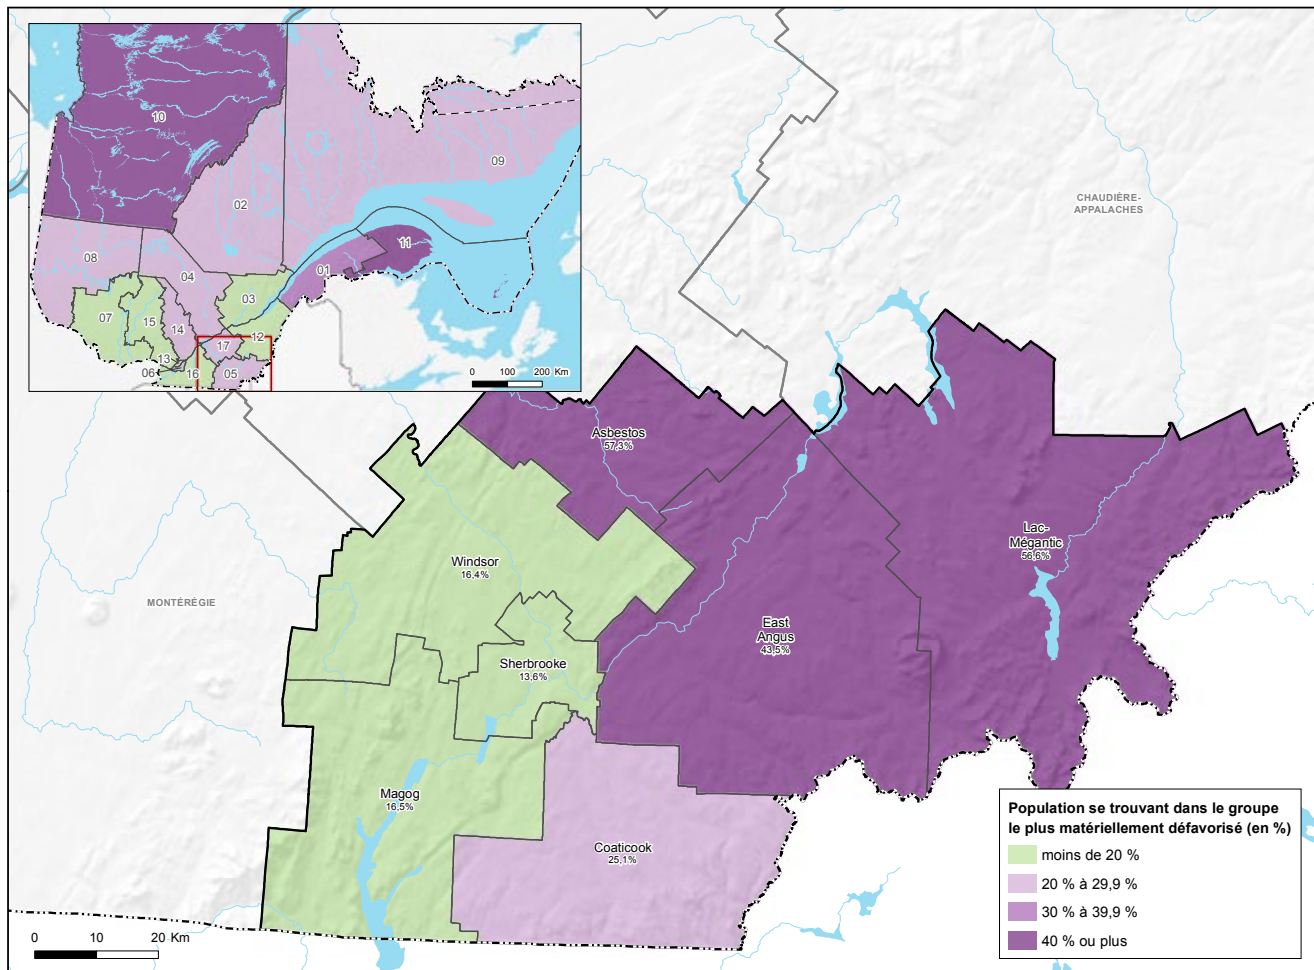 10
09
02
11
08
01
04
03
07
15
14
12
17
13
06
16
05
0 100 200 Km
CHAUDIÈRE-
APPALACHES
Asbestos
57,3%
Lac-
Mégantic
56,6%
Windsor
16,4%
MONTÉRÉGIE
East
Angus
43,5%
Sherbrooke
13,6%
Magog
16,5%
Coaticook
25,1%
Population se trouvant dans le groupe
le plus matériellement défavorisé (en %)
moins de 20 %
20 % à 29,9 %
30 % à 39,9 %
40 % ou plus
0 10 20 Km